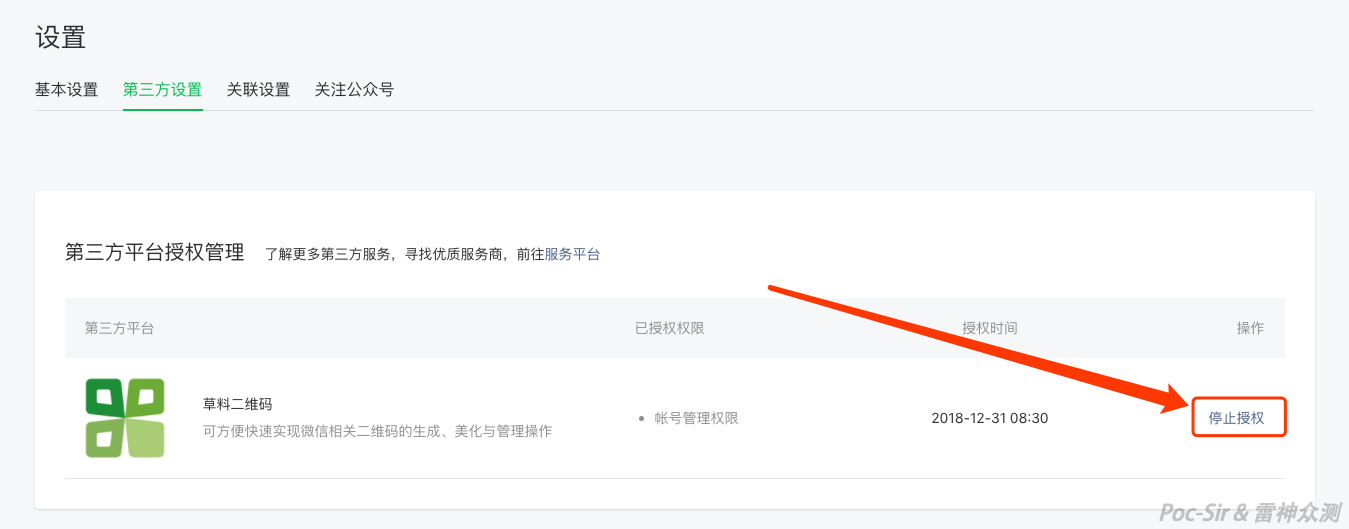 设置
基本设置 第三方设置 关联设置 关注公众号
第三方平台授权管理 了解更多第三方服务，寻找优质服务商，前往服务平台
第三方平台 已授权权限 授权时间 操作
草料二维码
可方便快速实现微信相关二维码的生成、美化与管理操作
• 帐号管理权限 2018-12-31 08:30 停止授权
Poc-Sir & 雷神众测